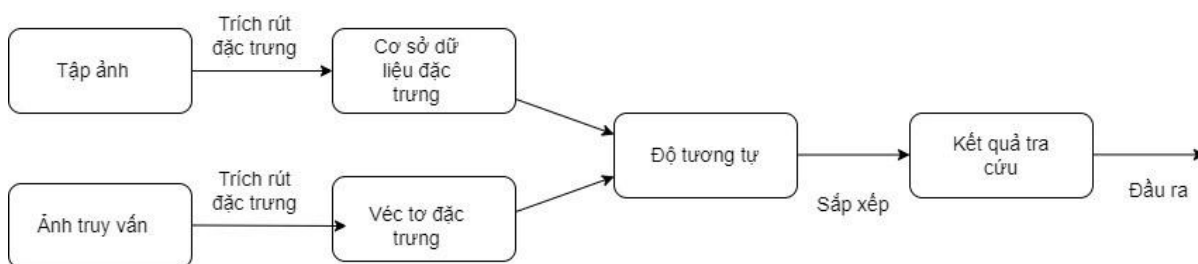 Tập ảnh
Trích rút
đặc trưng
Cơ sở dữ
liệu đặc
trưng
Ảnh truy vấn
Trích rút
đặc trưng
Véc tơ đặc
trưng
Độ tương tự
Sắp xếp
Kết quả tra
cứu
Đầu ra